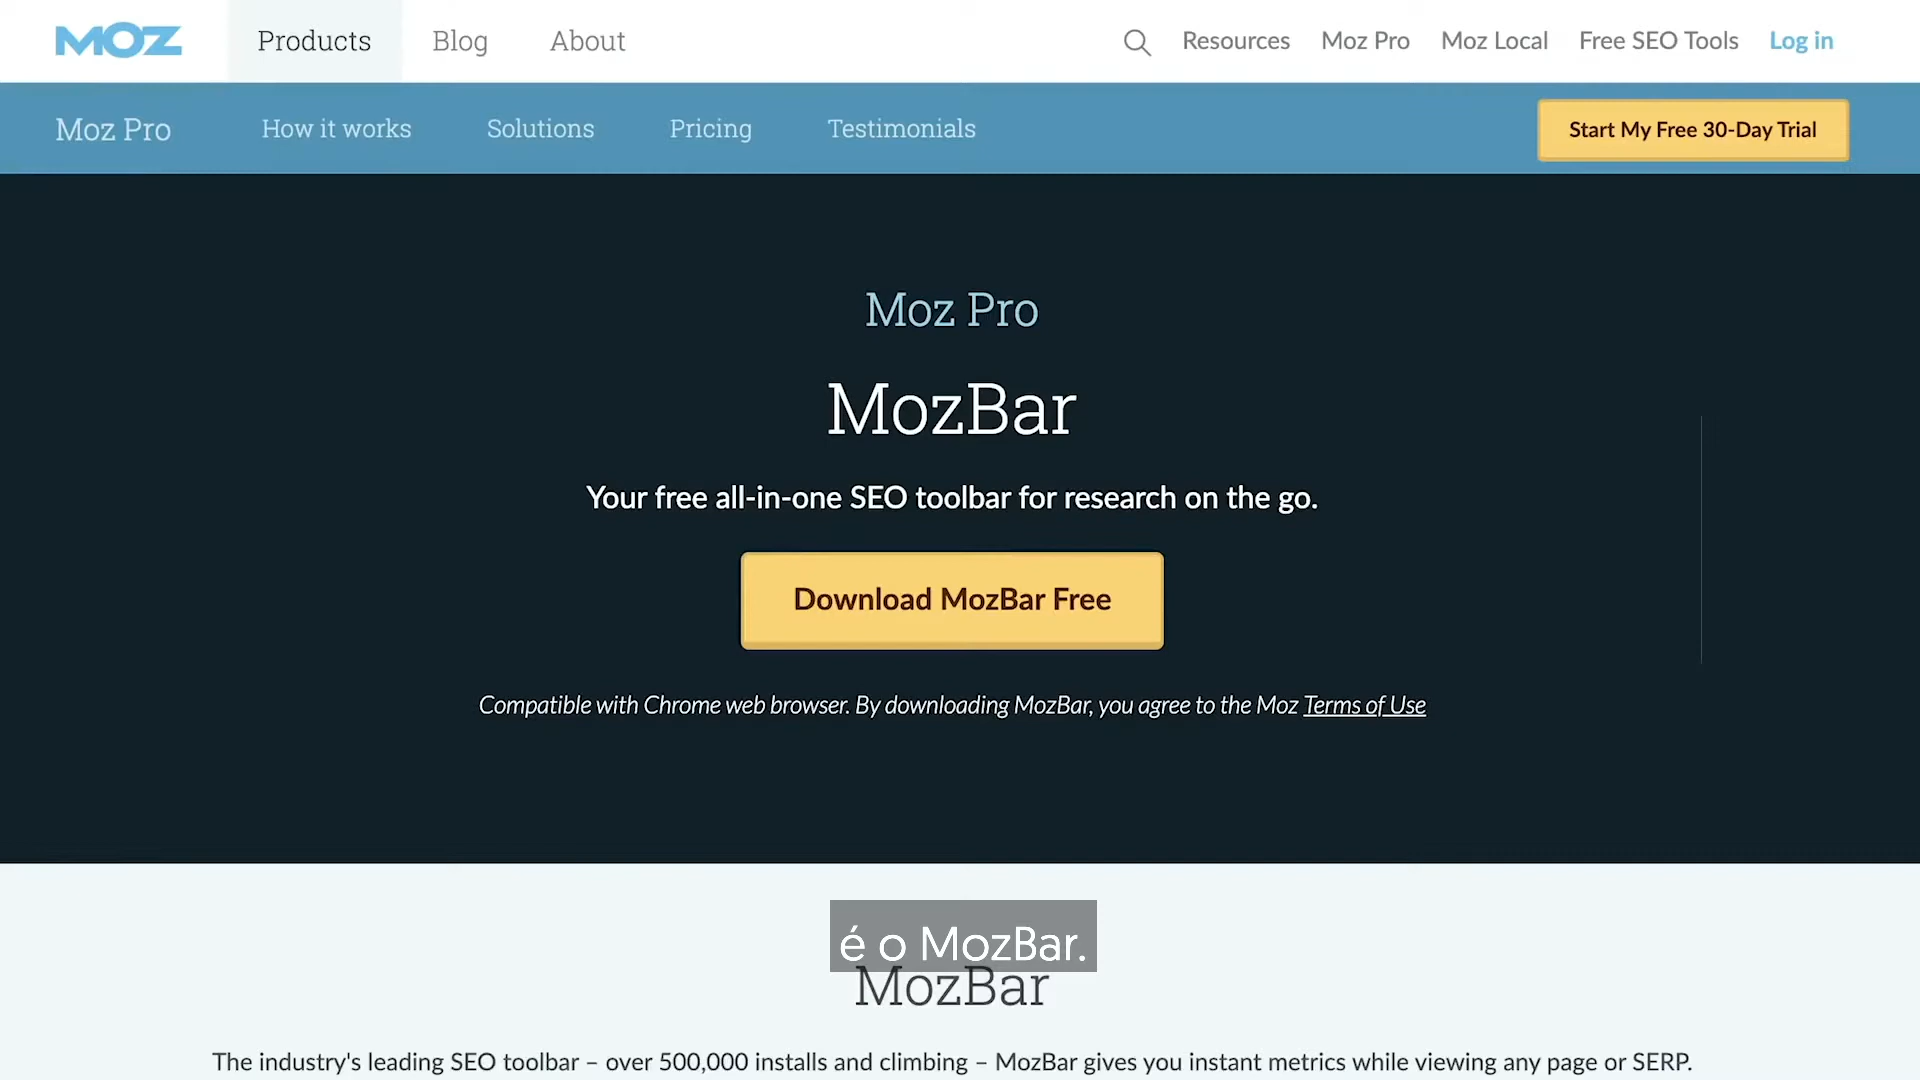 MOZ
Products
Blog
About
Resources
Moz Pro
Moz Local
Free SEO Tools
Log in
Moz Pro
How it works
Solutions
Pricing
Testimonials
Start My Free 30-Day Trial
Moz Pro
MozBar
Your free all-in-one SEO toolbar for research on the go.
Download MozBar Free
Compatible with Chrome web browser. By downloading MozBar, you agree to the Moz Terms of Use
é o MozBar.
MozBar
The industry's leading SEO toolbar – over 500,000 installs and climbing – MozBar gives you instant metrics while viewing any page or SERP.